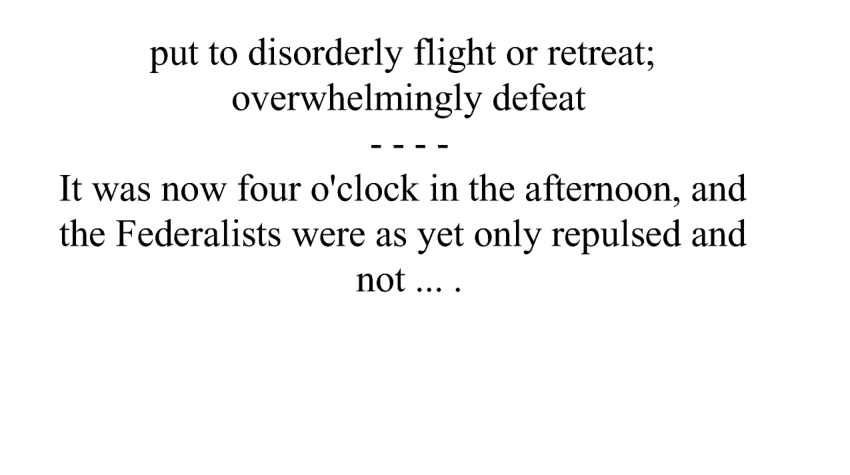 put to disorderly flight or retreat;
overwhelmingly defeat
- - - -
It was now four o'clock in the afternoon, and
the Federalists were as yet only repulsed and
not ... .